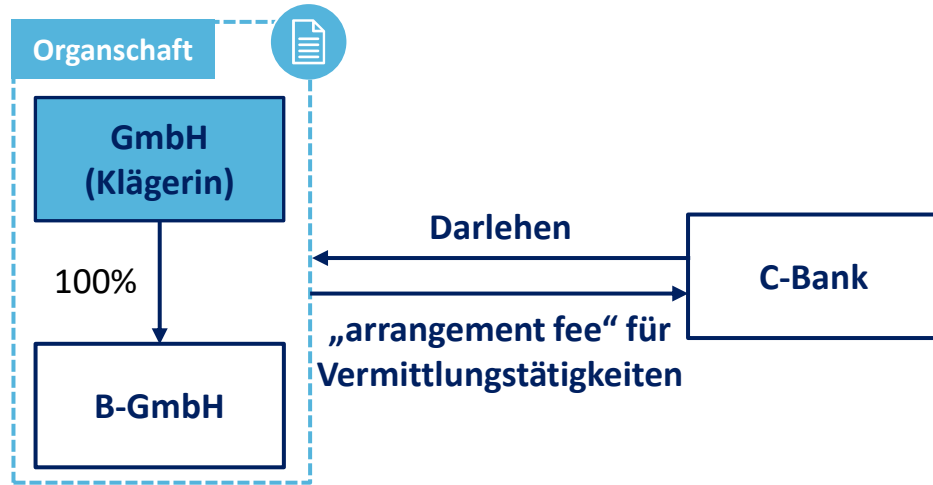 Organschaft
GmbH
(Klägerin)
100%
B-GmbH
Darlehen
„arrangement fee“ für
Vermittlungstätigkeiten
C-Bank